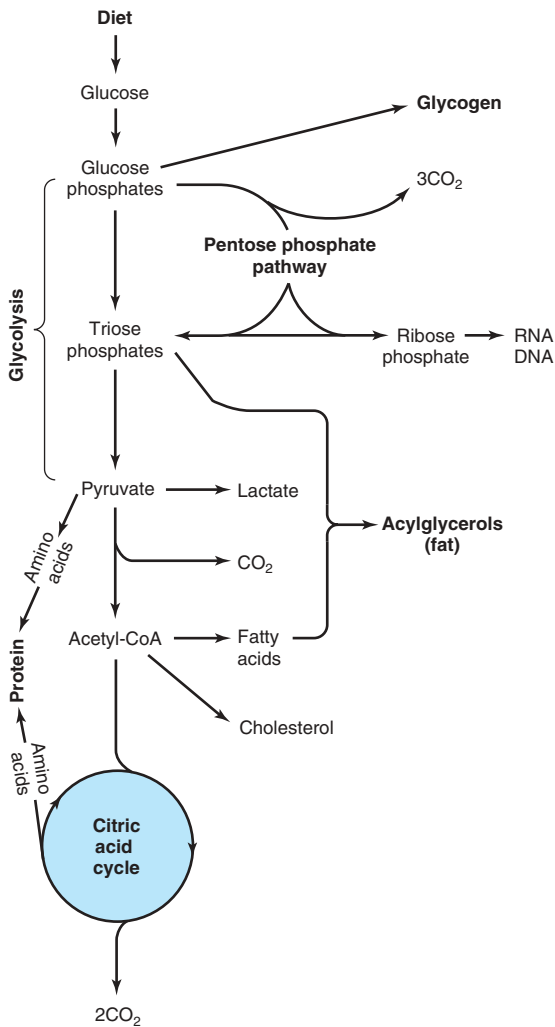 Diet
Glucose
Glycogen
Glucose
phosphates
3CO₂
Pentose phosphate
pathway
Glycolysis
Triose
phosphates
Ribose
phosphate
RNA
DNA
Pyruvate
Lactate
Acylglycerols
(fat)
Amino
acids
CO₂
Acetyl-CoA
Fatty
acids
Protein
Cholesterol
Amino
acids
Citric
acid
cycle
2CO₂